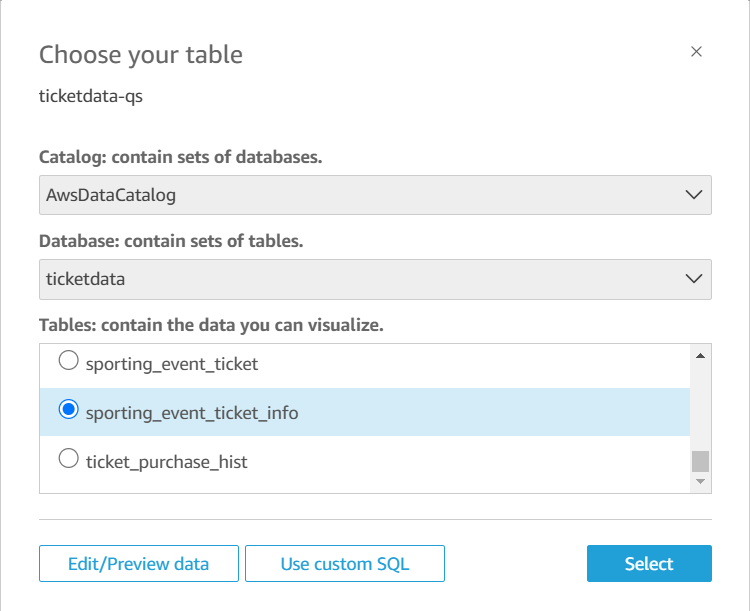 Choose your table
ticketdata-qs
Catalog: contain sets of databases.
AwsDataCatalog
Database: contain sets of tables.
ticketdata
Tables: contain the data you can visualize.
sporting_event_ticket
sporting_event_ticket_info
ticket_purchase_hist
Edit/Preview data Use custom SQL Select